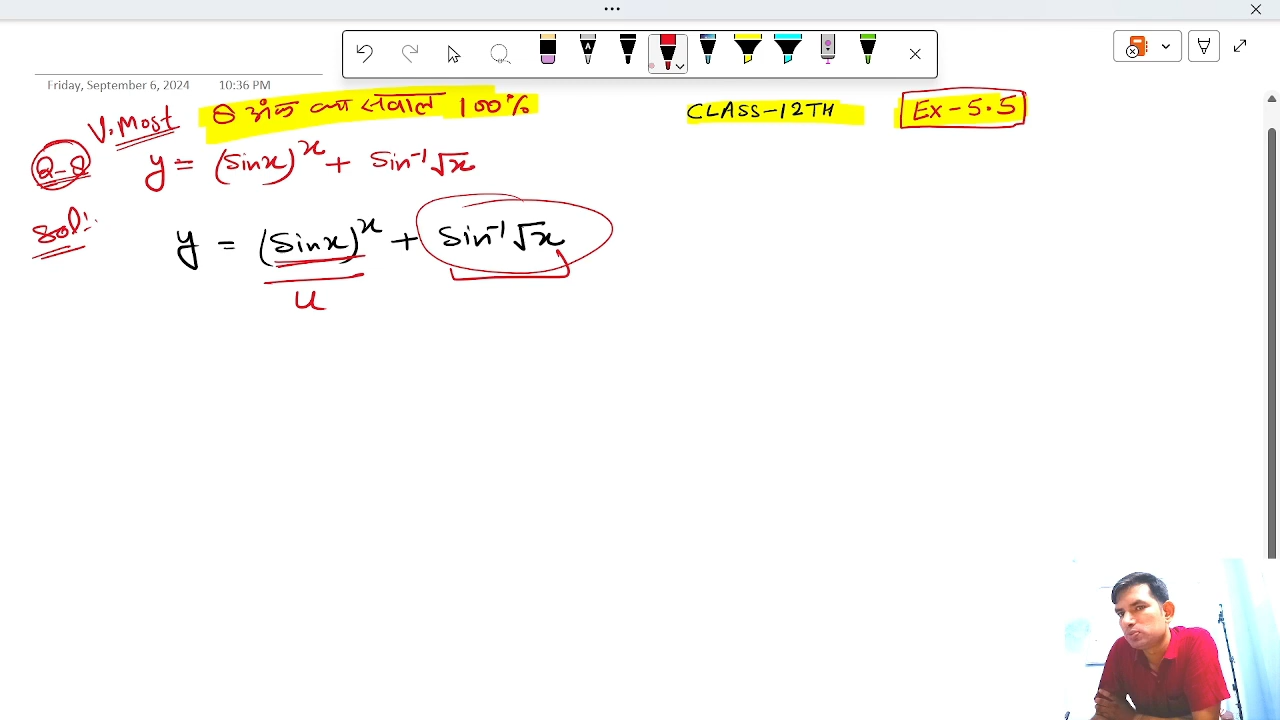 Friday, September 6, 2024 10:36 PM
V. Most अंक का सवाल 100% CLASS-12TH Ex-5.5
Q-8 y = (sinx)^x + Sin⁻¹√x
Sol:
y = (sinx)^x + Sin⁻¹√x
u